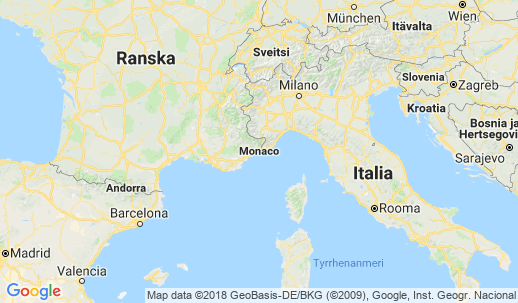 München
Wien
Itävalta
Sveitsi
Ranska
Slovenia
Zagreb
Milano
Kroatia
Bosnia ja
Hertsegovi
Monaco
Sarajevo
Italia
Andorra
Barcelona
Rooma
Madrid
Tyrrhenanmeri
Valencia
Google
Map data ©2018 GeoBasis-DE/BKG (©2009), Google, Inst. Geogr. Nacional